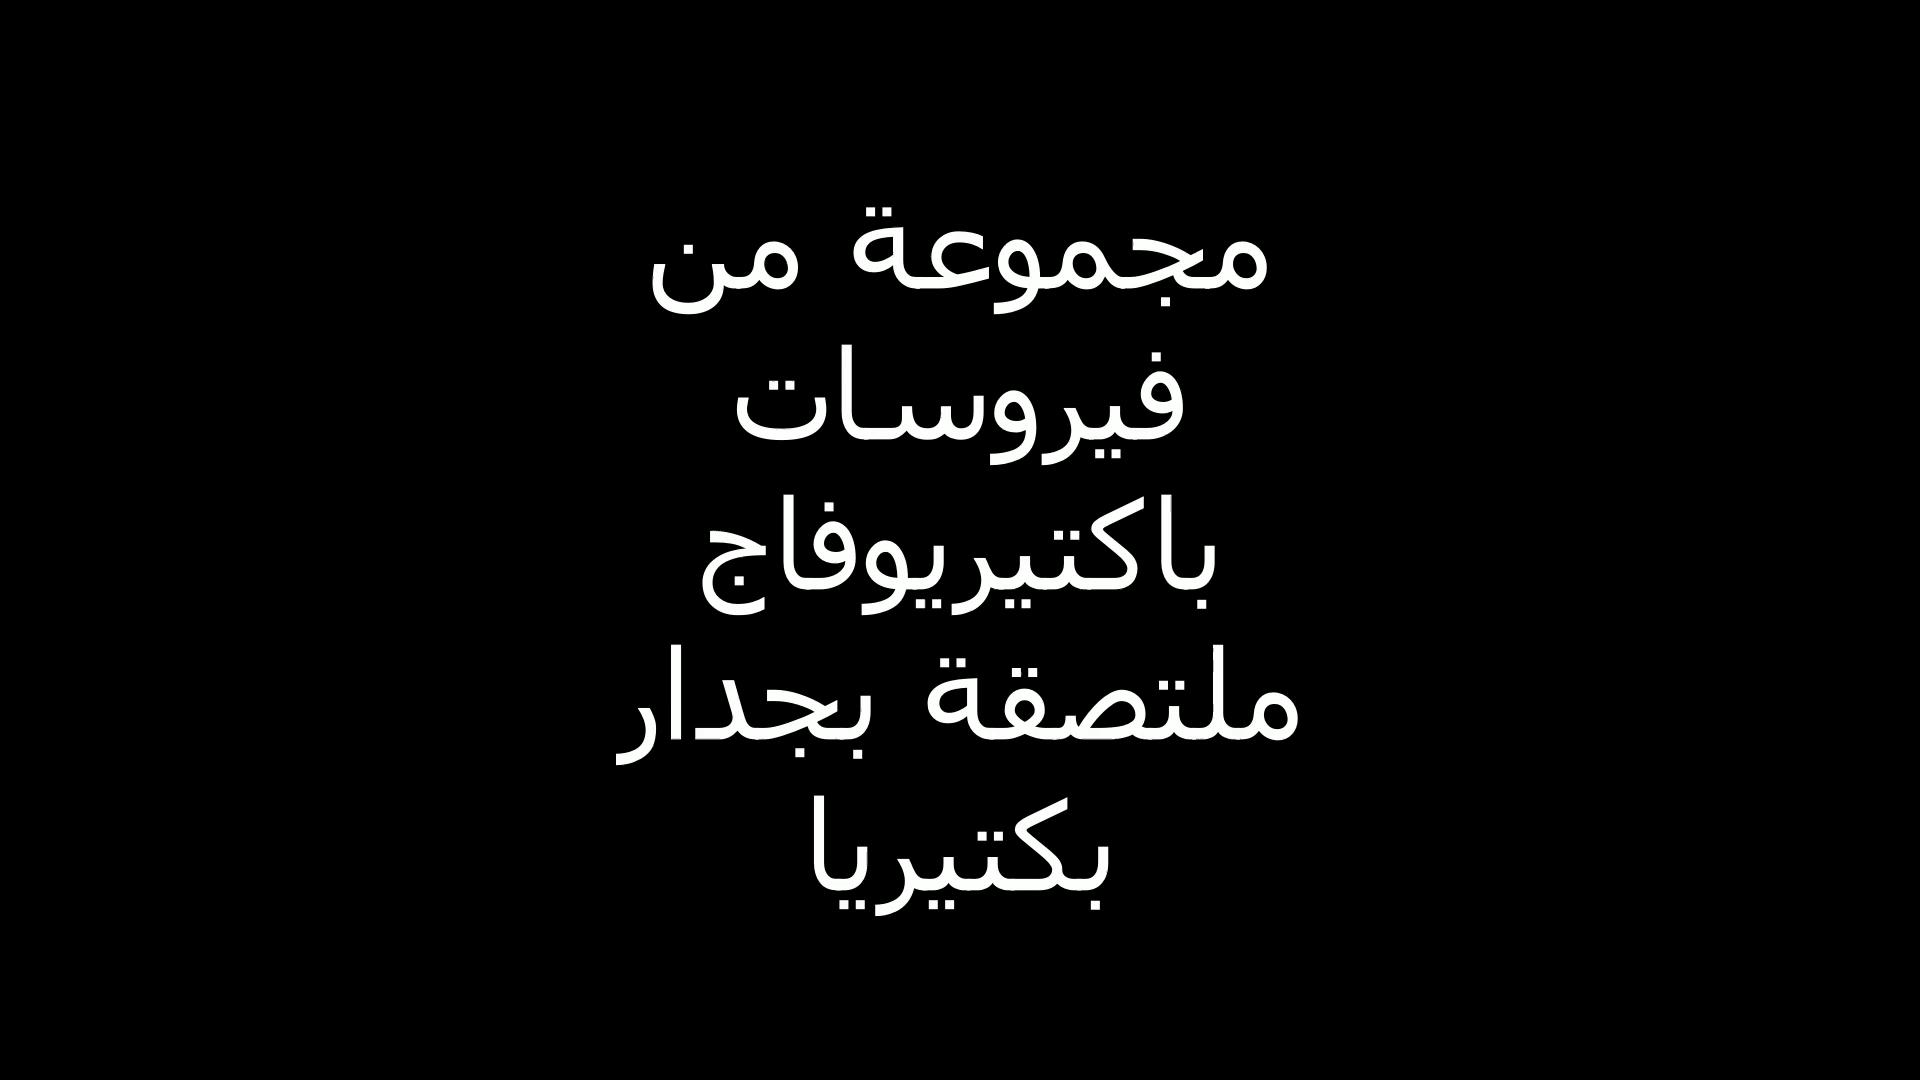 مجموعة من
فيروسات
باكتيريوفاج
ملتصقة بجدار
بكتيريا